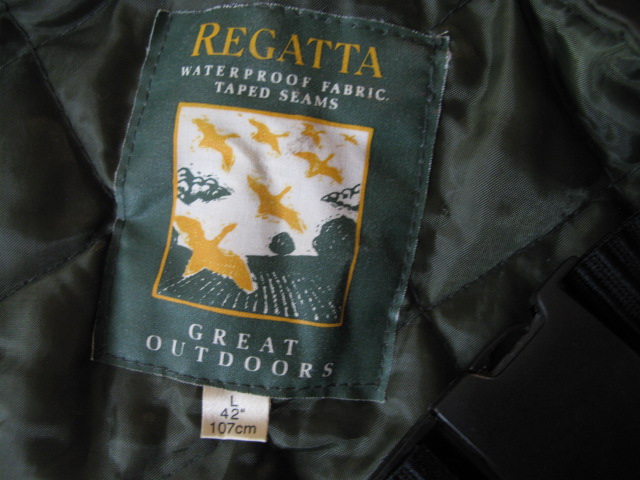 REGATTA
WATERPROOF FABRIC.
TAPED SEAMS
GREAT
OUTDOORS
L
42"
107cm